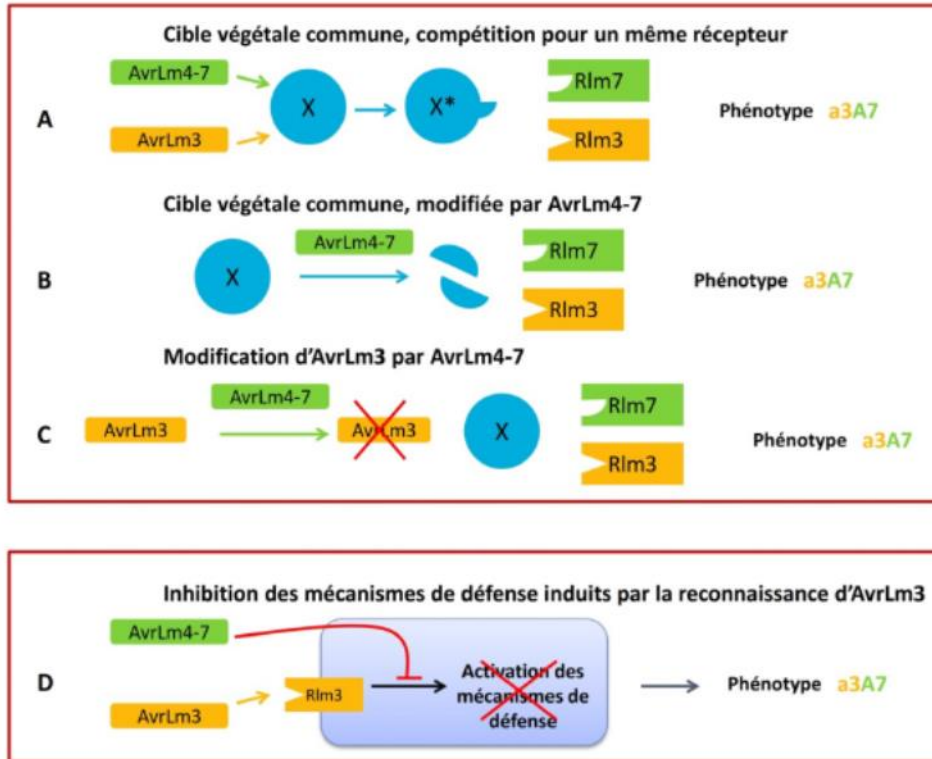 Cible végétale commune, compétition pour un même récepteur
AvrLm4-7
AvrLm3
X
X*
Rlm7
Rlm3
A
Phénotype a3A7
Cible végétale commune, modifiée par AvrLm4-7
B
X
AvrLm4-7
Rlm7
Rlm3
Phénotype a3A7
Modification d'AvrLm3 par AvrLm4-7
C
AvrLm3
AvrLm4-7
AvrLm3
X
Rlm7
Rlm3
Phénotype a3A7
Inhibition des mécanismes de défense induits par la reconnaissance d'AvrLm3
D
AvrLm4-7
AvrLm3
Rlm3
Activation des
mécanismes de
défense
Phénotype a3A7